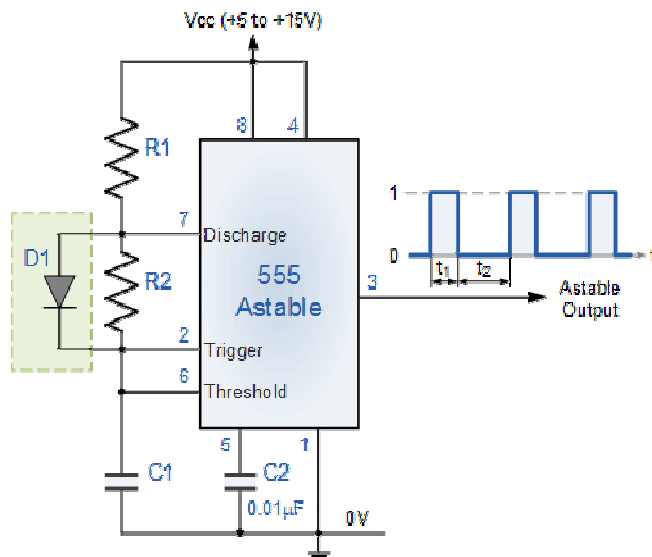 Vcc (+5 to +15V)
8
4
R1
7
Discharge
D1
R2
555
Astable
2
Trigger
6
Threshold
3
1
0
t₁
t₂
t
Astable
Output
5
1
C1
C2
0.01µF
0V